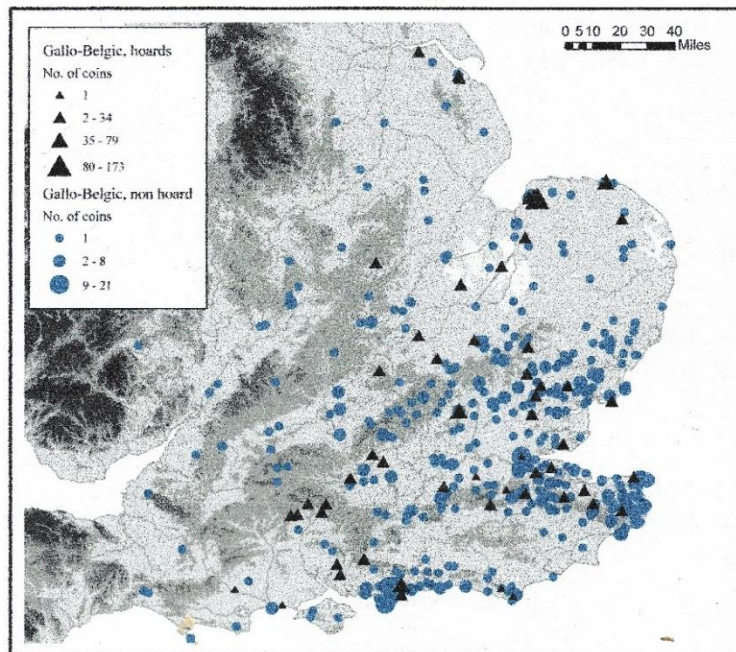 0 5 10 20 30 40
Miles
Gallo-Belgic, hoards
No. of coins
1
2 - 34
35 - 79
80 - 173
Gallo-Belgic, non hoard
No. of coins
1
2 - 8
9 - 21